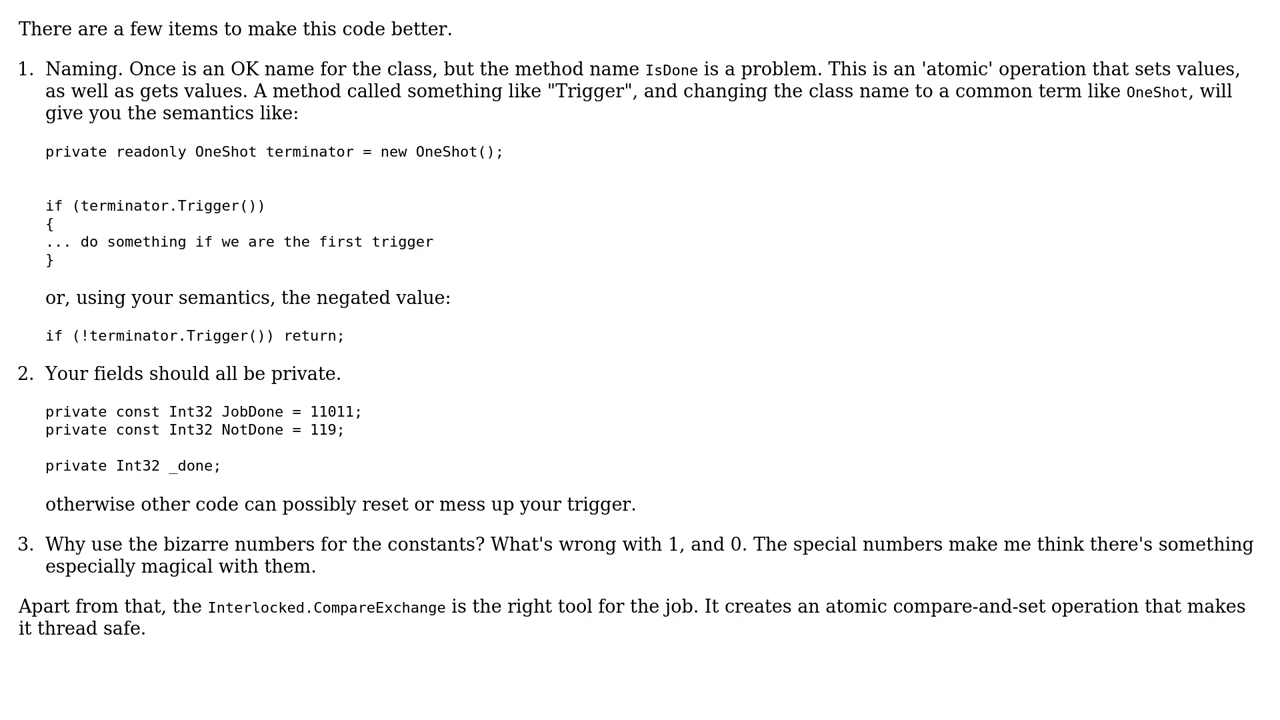 There are a few items to make this code better.
1. Naming. Once is an OK name for the class, but the method name IsDone is a problem. This is an 'atomic' operation that sets values,
as well as gets values. A method called something like "Trigger", and changing the class name to a common term like OneShot, will
give you the semantics like:
private readonly OneShot terminator = new OneShot();
if (terminator.Trigger())
{
... do something if we are the first trigger
}
or, using your semantics, the negated value:
if (!terminator.Trigger()) return;
2. Your fields should all be private.
private const Int32 JobDone = 11011;
private const Int32 NotDone = 119;
private Int32 _done;
otherwise other code can possibly reset or mess up your trigger.
3. Why use the bizarre numbers for the constants? What's wrong with 1, and 0. The special numbers make me think there's something
especially magical with them.
Apart from that, the Interlocked.CompareExchange is the right tool for the job. It creates an atomic compare-and-set operation that makes
it thread safe.